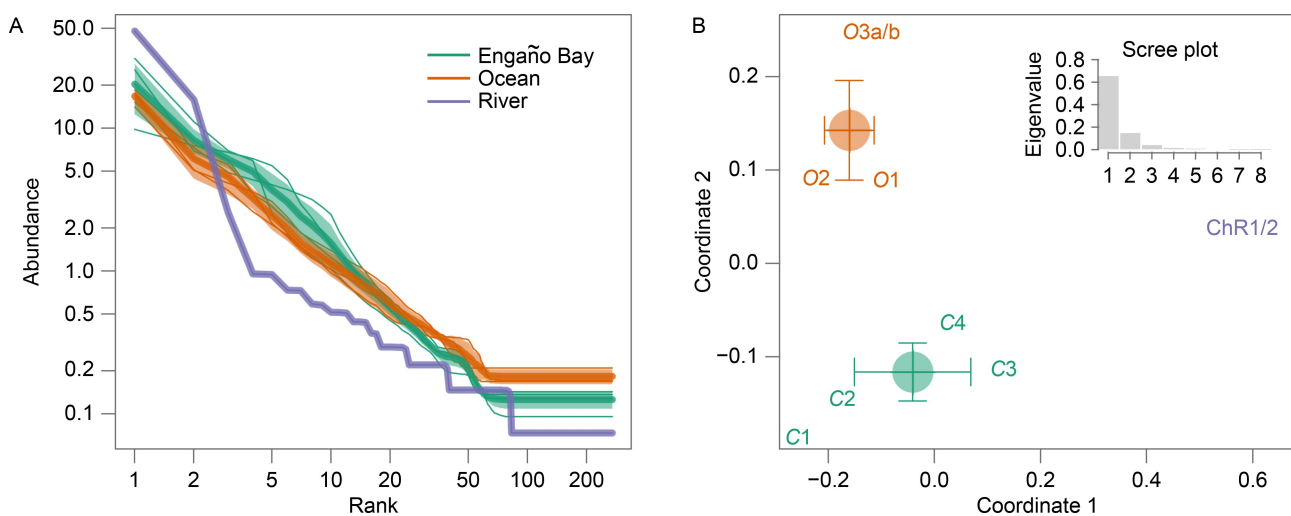 A
50.0
20.0
10.0
5.0
2.0
1.0
0.5
0.2
0.1
Abundance
1 2 5 10 20 50 100 200
Rank
Engaño Bay
Ocean
River
B
0.2
0.1
0.0
−0.1
Coordinate 2
−0.2 0.0 0.2 0.4 0.6
Coordinate 1
O3a/b
O2 O1
ChR1/2
C4
C3
C2
C1
Scree plot
Eigenvalue
0.8
0.6
0.4
0.2
0.0
1 2 3 4 5 6 7 8